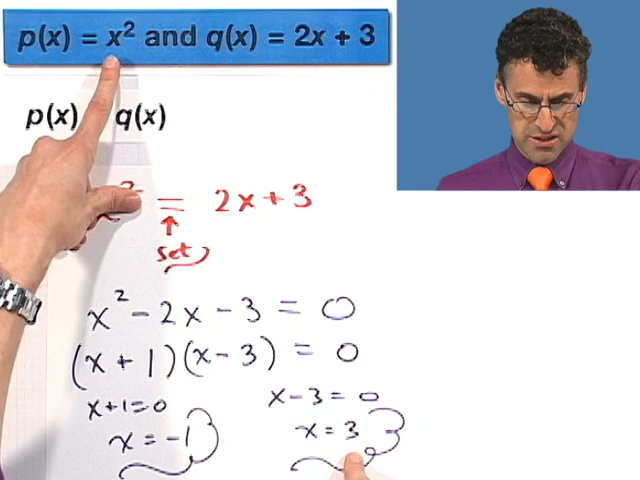 p(x) = x² and q(x) = 2x + 3
p(x) q(x)
x² = 2x + 3
↑
set
x² - 2x - 3 = 0
(x + 1)(x - 3) = 0
x + 1 = 0 x - 3 = 0
x = -1 x = 3